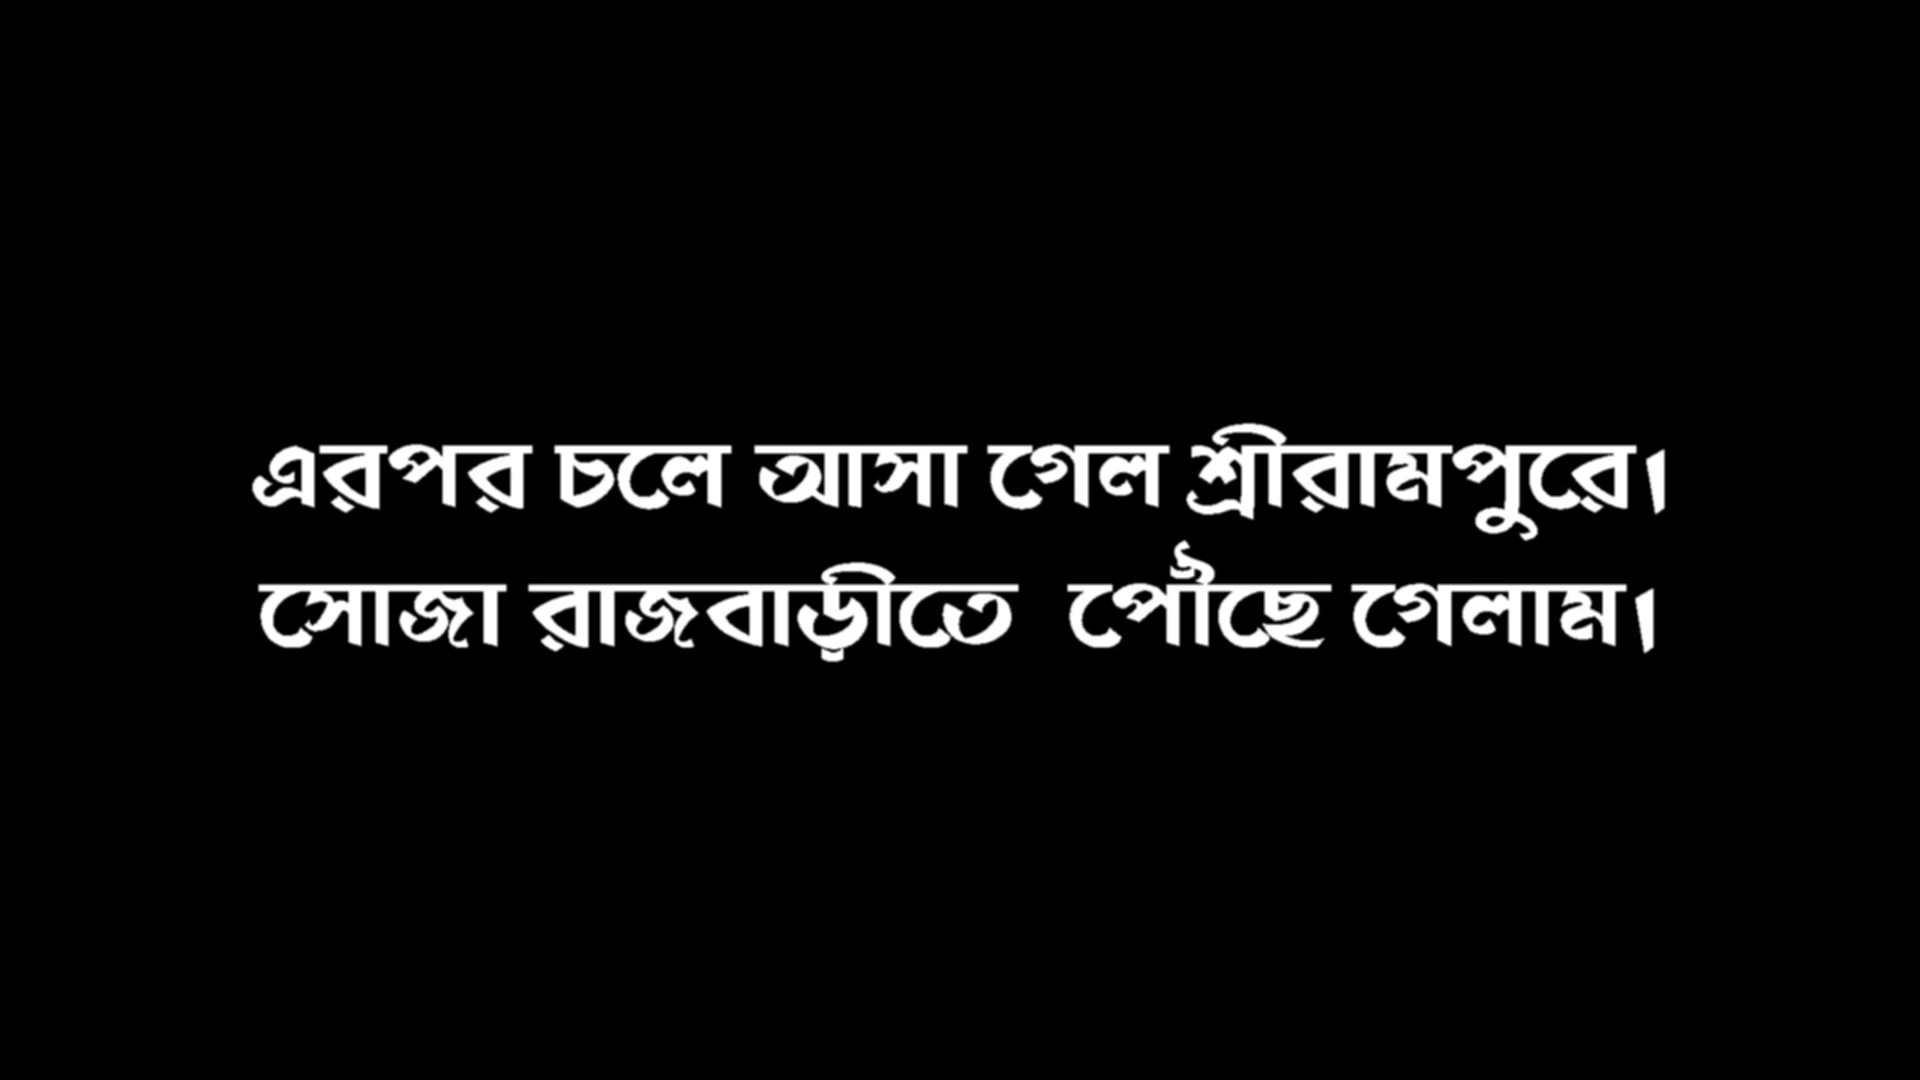 এরপর চলে আসা গেল শ্রীরামপুরে।
সোজা রাজবাড়ীতে  পৌঁছে গেলাম।